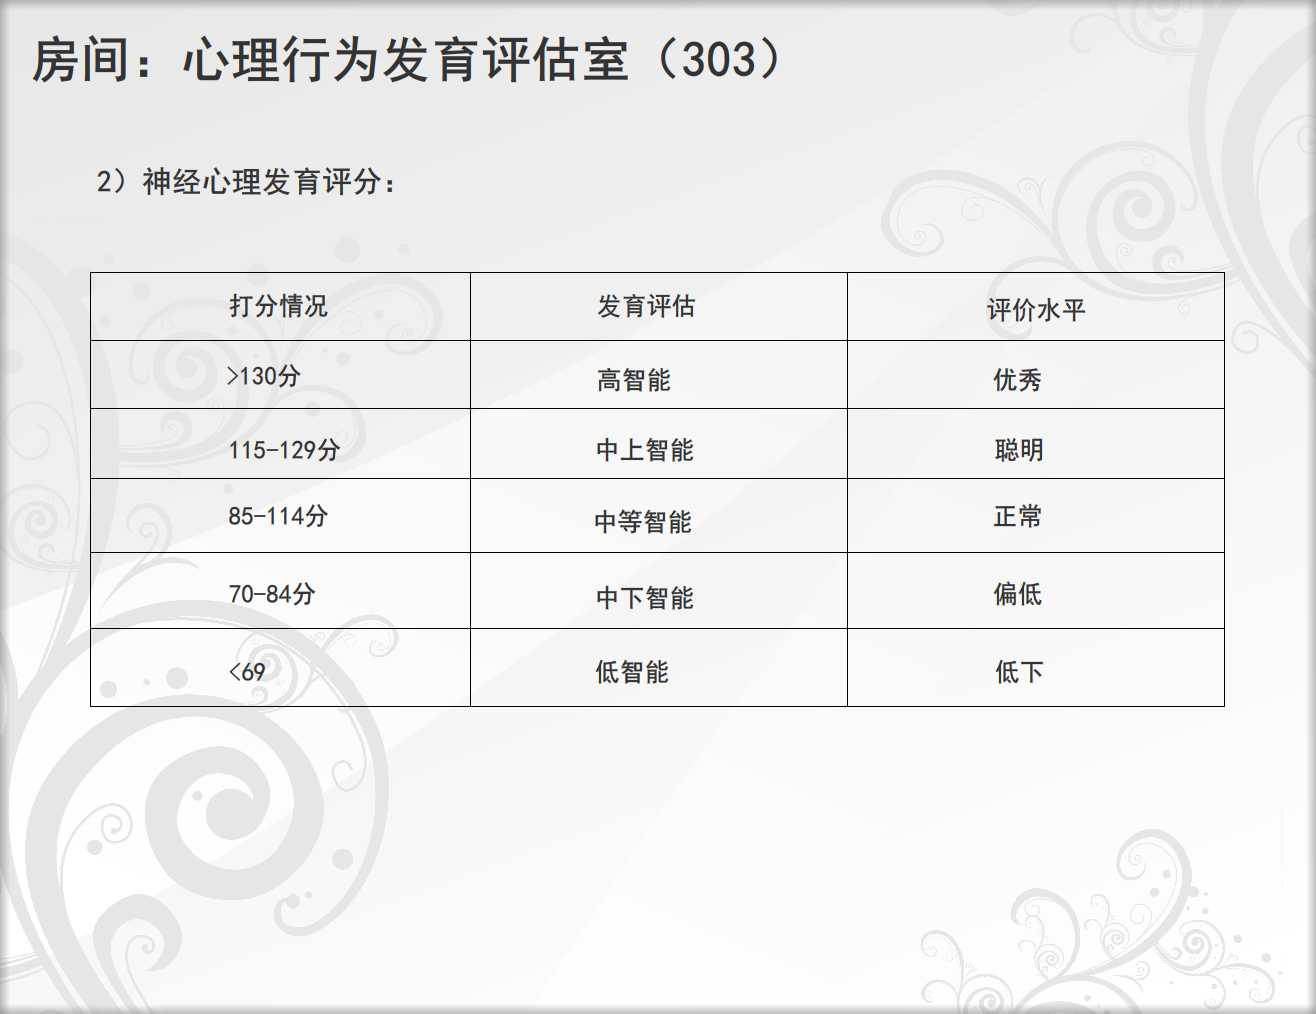 房间：心理行为发育评估室（303）
2）神经心理发育评分：
打分情况 发育评估 评价水平
>130分 高智能 优秀
115-129分 中上智能 聪明
85-114分 中等智能 正常
70-84分 中下智能 偏低
<69 低智能 低下